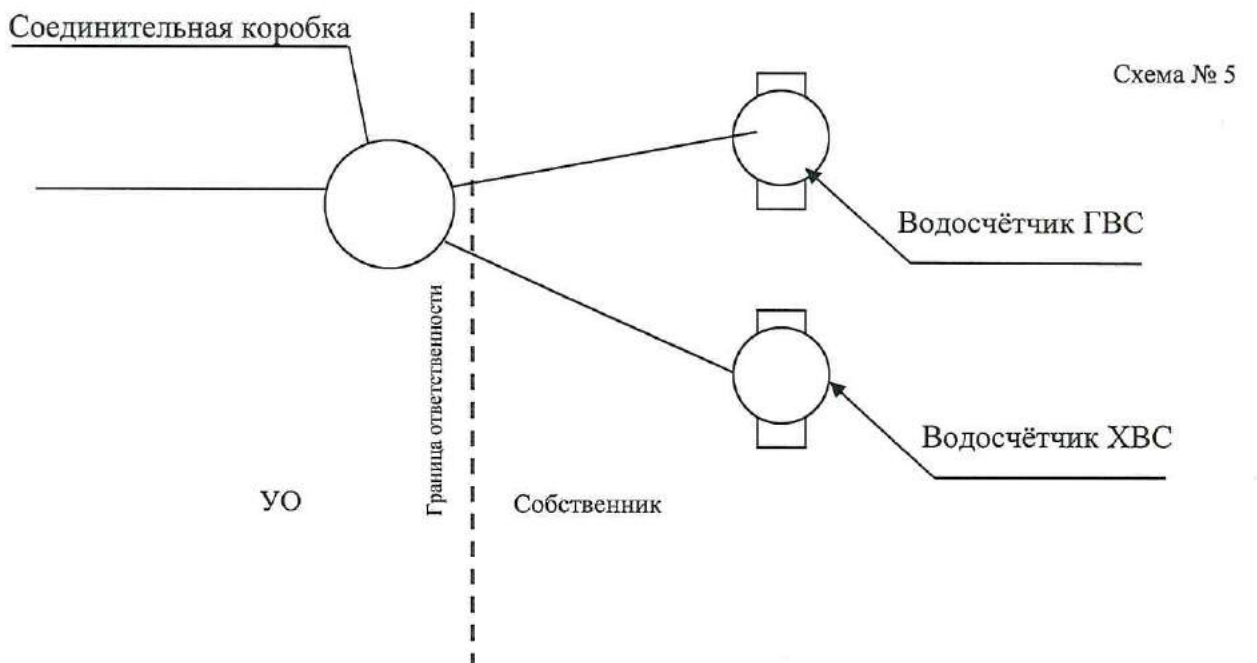 Соединительная коробка
Схема № 5
Водосчётчик ГВС
Граница ответственности
Водосчётчик ХВС
УО
Собственник